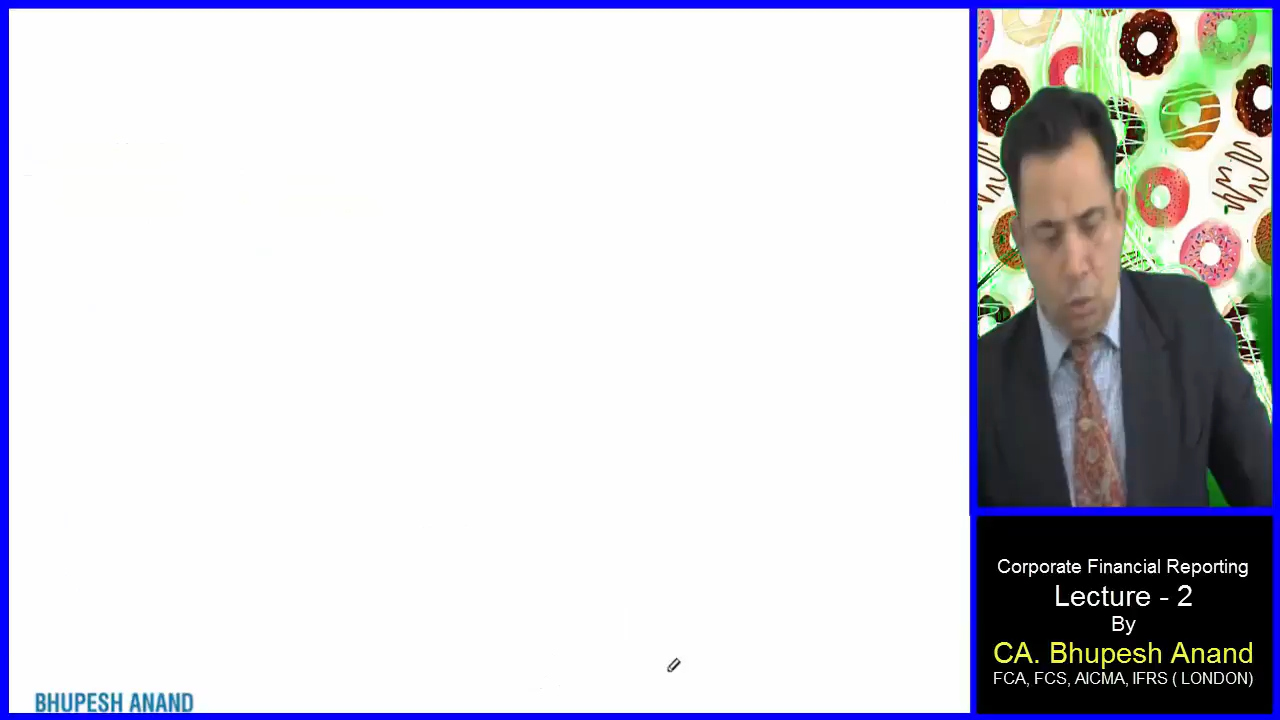 BHUPESH ANAND
Corporate Financial Reporting
Lecture - 2
By
CA. Bhupesh Anand
FCA, FCS, AICMA, IFRS ( LONDON)